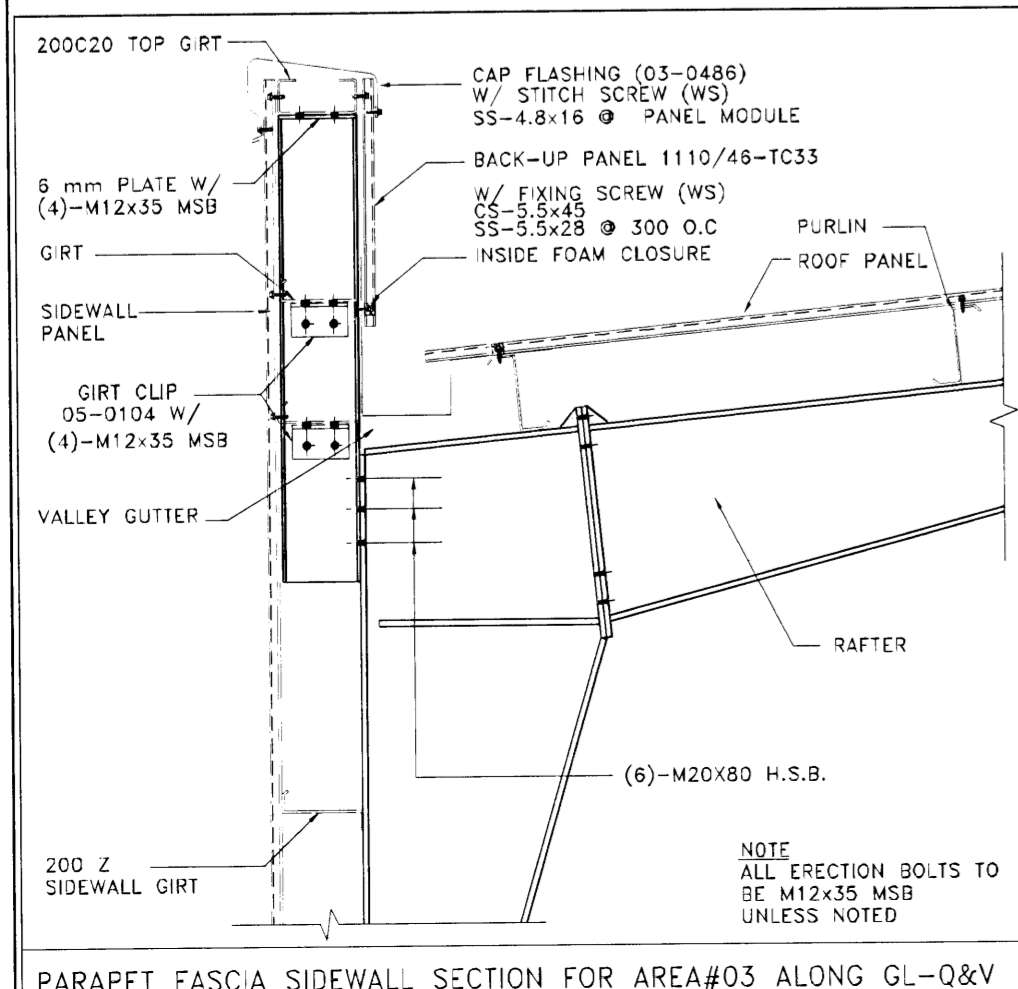 200C20 TOP GIRT
CAP FLASHING (03-0486)
W/ STITCH SCREW (WS)
SS-4.8x16 @ PANEL MODULE
BACK-UP PANEL 1110/46-TC33
6 mm PLATE W/
(4)-M12x35 MSB
W/ FIXING SCREW (WS)
CS-5.5x45
SS-5.5x28 @ 300 O.C
INSIDE FOAM CLOSURE
PURLIN
ROOF PANEL
GIRT
SIDEWALL
PANEL
GIRT CLIP
05-0104 W/
(4)-M12x35 MSB
VALLEY GUTTER
RAFTER
(6)-M20X80 H.S.B.
200 Z
SIDEWALL GIRT
NOTE
ALL ERECTION BOLTS TO
BE M12x35 MSB
UNLESS NOTED
PARAPET FASCIA SIDEWALL SECTION FOR AREA#03 ALONG GL-Q&V